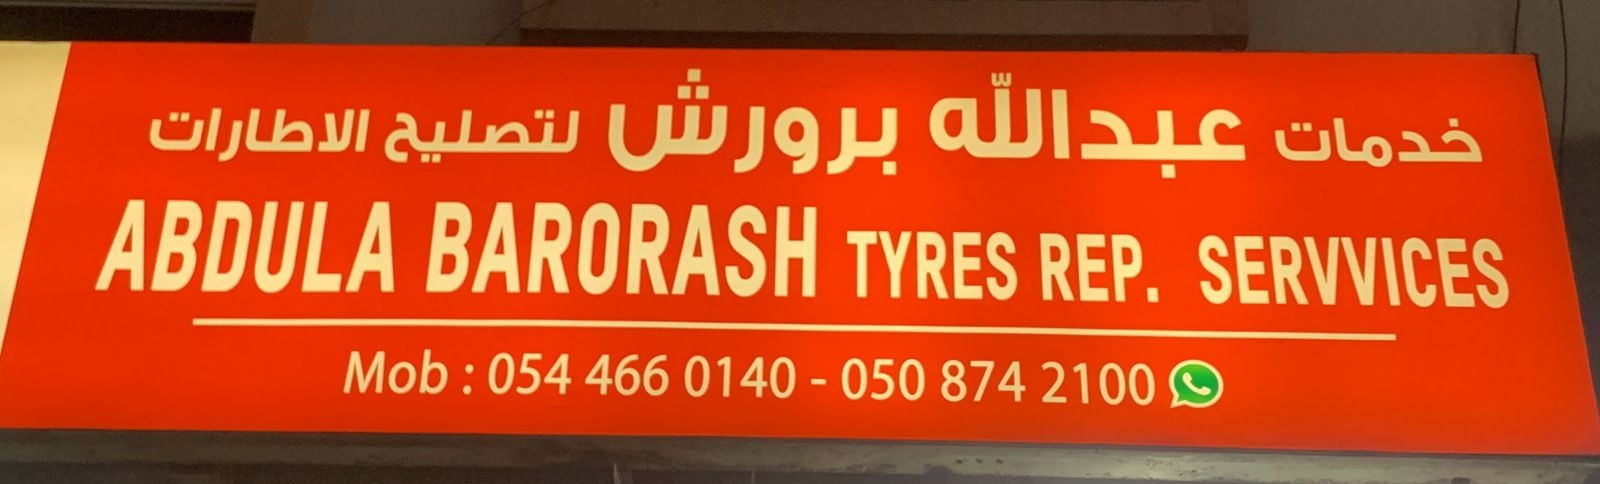 خدمات عبدالله برورش لتصليح الاطارات
ABDULA BARORASH TYRES REP. SERVVICES
Mob : 054 466 0140 - 050 874 2100